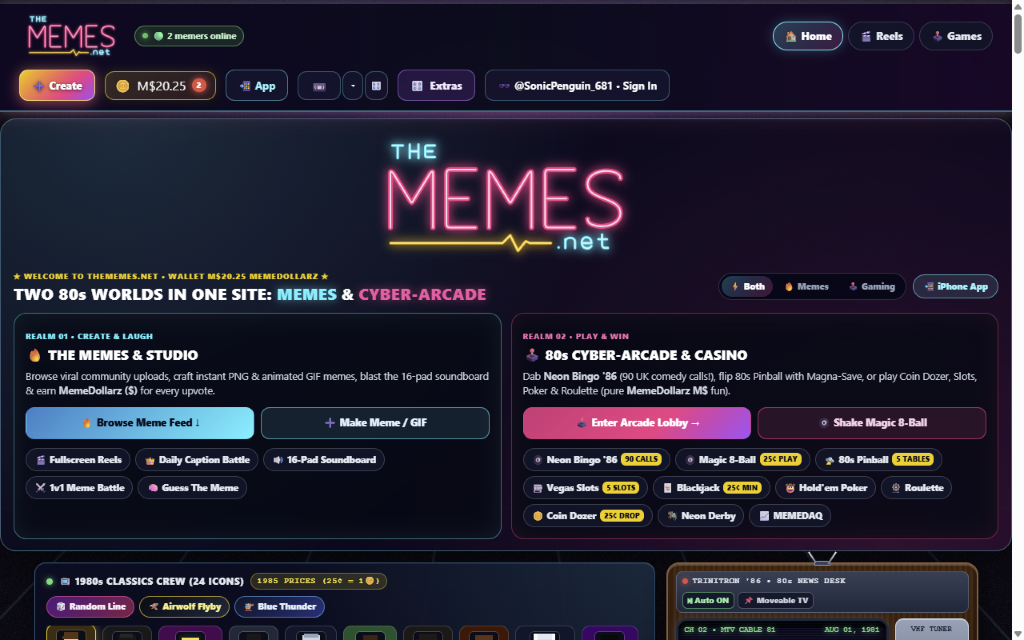 THE
MEMES
.net
2 memers online
Home
Reels
Games
Create
M$20.25 2
App
Extras
@SonicPenguin_681 • Sign In
THE
MEMES
.net
★ WELCOME TO THEMEMES.NET • WALLET M$20.25 MEMEDOLLARZ ★
TWO 80s WORLDS IN ONE SITE: MEMES & CYBER-ARCADE
Both
Memes
Gaming
iPhone App
REALM 01 • CREATE & LAUGH
THE MEMES & STUDIO
Browse viral community uploads, craft instant PNG & animated GIF memes, blast the 16-pad soundboard
& earn MemeDollarz ($) for every upvote.
Browse Meme Feed ↓
Make Meme / GIF
Fullscreen Reels
Daily Caption Battle
16-Pad Soundboard
1v1 Meme Battle
Guess The Meme
REALM 02 • PLAY & WIN
80s CYBER-ARCADE & CASINO
Dab Neon Bingo '86 (90 UK comedy calls!), flip 80s Pinball with Magna-Save, or play Coin Dozer, Slots,
Poker & Roulette (pure MemeDollarz M$ fun).
Enter Arcade Lobby →
Shake Magic 8-Ball
Neon Bingo '86 90 CALLS
Magic 8-Ball 25¢ PLAY
80s Pinball 5 TABLES
Vegas Slots 5 SLOTS
Blackjack 25¢ MIN
Hold'em Poker
Roulette
Coin Dozer 25¢ DROP
Neon Derby
MEMEDAQ
1980s CLASSICS CREW (24 ICONS)
1985 PRICES (25¢ = 1)
Random Line
Airwolf Flyby
Blue Thunder
TRINITRON '86 • 80s NEWS DESK
Auto ON
Moveable TV
CH 02 • MTV CABLE 81
AUG 01, 1981
VHF TUNER